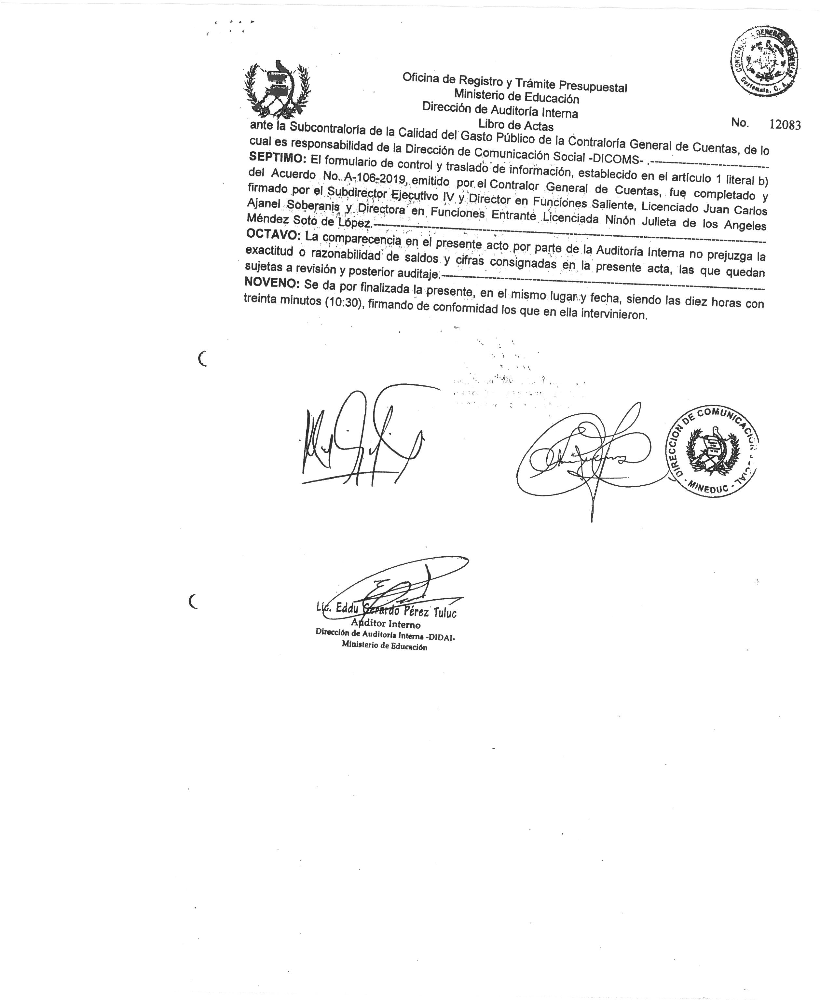 CONTRALORIA GENERAL DE CUENTAS
Guatemala, C. A.
Oficina de Registro y Trámite Presupuestal
Ministerio de Educación
Dirección de Auditoría Interna
Libro de Actas
No. 12083
ante la Subcontraloría de la Calidad del Gasto Público de la Contraloría General de Cuentas, de lo
cual es responsabilidad de la Dirección de Comunicación Social -DICOMS- .------------------------------
SEPTIMO: El formulario de control y traslado de información, establecido en el artículo 1 literal b)
del Acuerdo No. A-106-2019, emitido por el Contralor General de Cuentas, fue completado y
firmado por el Subdirector Ejecutivo IV y Director en Funciones Saliente, Licenciado Juan Carlos
Ajanel Soberanis y Directora en Funciones Entrante Licenciada Ninón Julieta de los Angeles
Méndez Soto de López.------------------------------------------------------------------------------------
OCTAVO: La comparecencia en el presente acto por parte de la Auditoría Interna no prejuzga la
exactitud o razonabilidad de saldos y cifras consignadas en la presente acta, las que quedan
sujetas a revisión y posterior auditaje.----------------------------------------------------------------------
NOVENO: Se da por finalizada la presente, en el mismo lugar y fecha, siendo las diez horas con
treinta minutos (10:30), firmando de conformidad los que en ella intervinieron.
DIRECCION DE COMUNICACION SOCIAL
- MINEDUC -
Lic. Eddu Gerardo Pérez Tuluc
Auditor Interno
Dirección de Auditoría Interna -DIDAI-
Ministerio de Educación